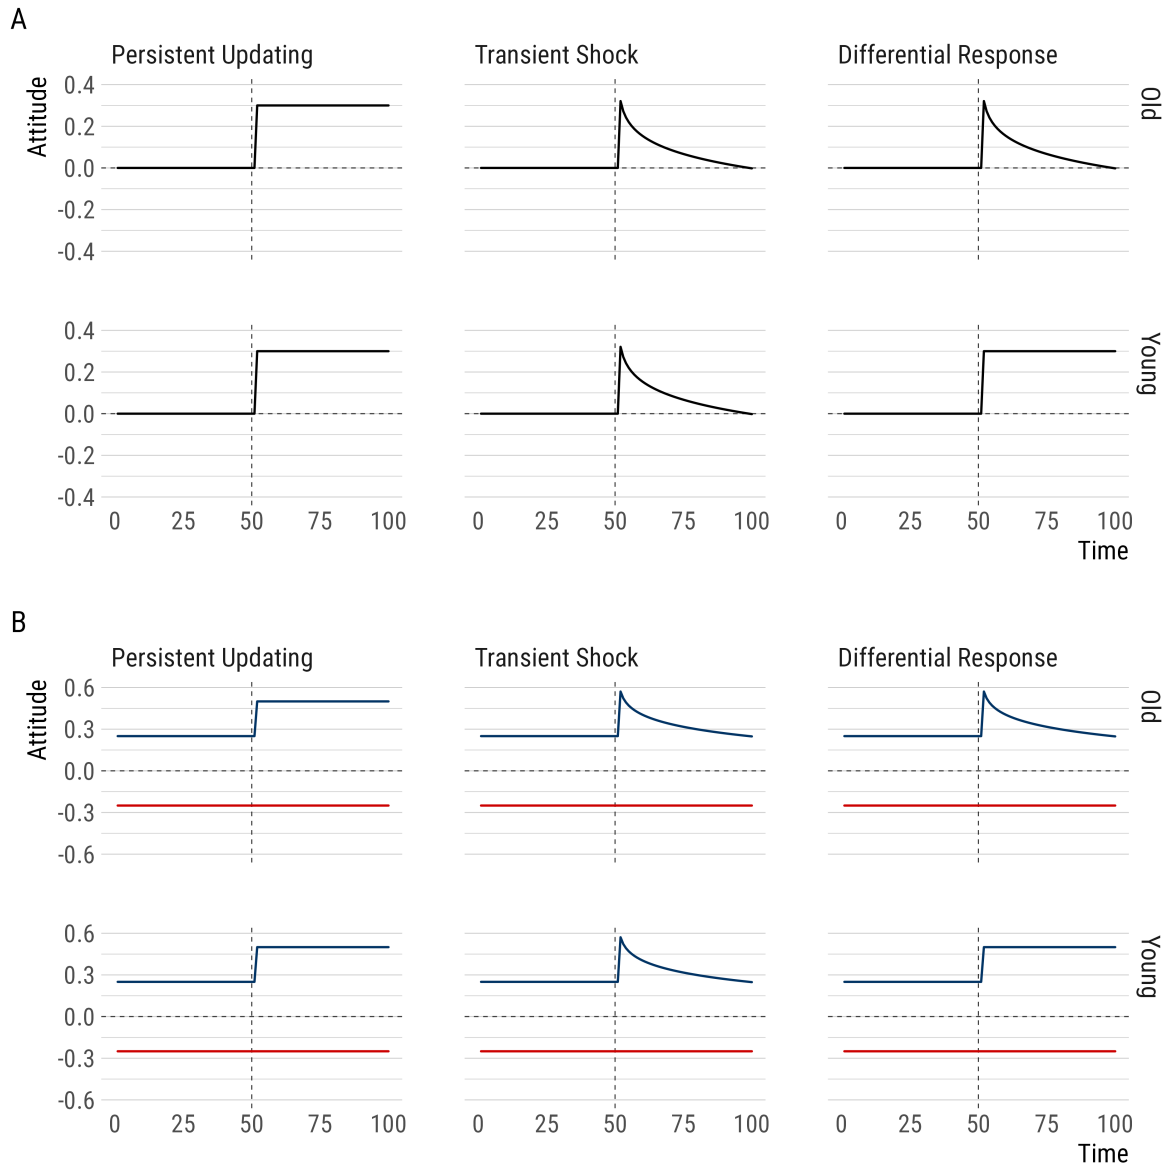 A
Persistent Updating Transient Shock Differential Response
Attitude
0.4
0.2
0.0
-0.2
-0.4
Old
0.4
0.2
0.0
-0.2
-0.4
Young
0 25 50 75 100 0 25 50 75 100 0 25 50 75 100
Time
B
Persistent Updating Transient Shock Differential Response
Attitude
0.6
0.3
0.0
-0.3
-0.6
Old
0.6
0.3
0.0
-0.3
-0.6
Young
0 25 50 75 100 0 25 50 75 100 0 25 50 75 100
Time